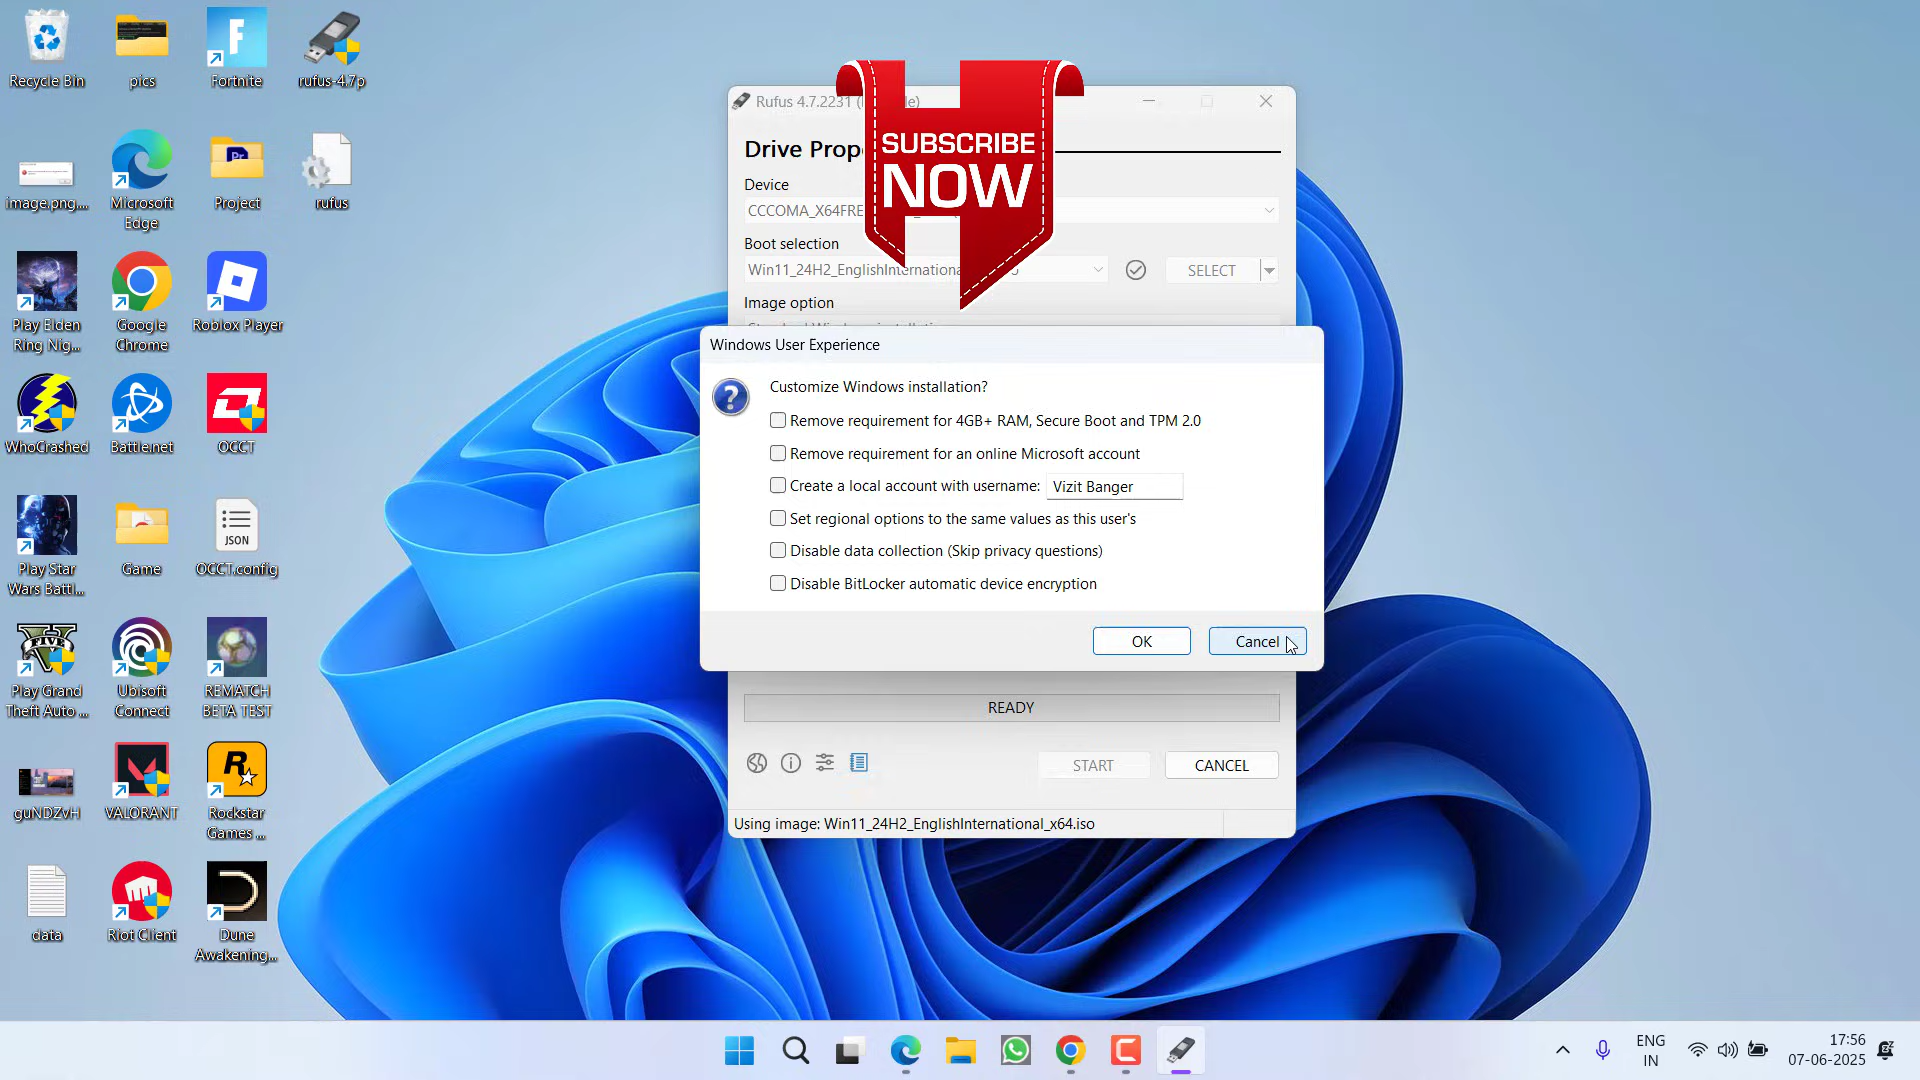 Recycle Bin
pics
Fortnite
rufus-4.7p
image.png....
Microsoft
Edge
Project
rufus
Play Elden
Ring Nig...
Google
Chrome
Roblox Player
WhoCrashed
Battle.net
OCCT
Play Star
Wars Battl...
Game
JSON
OCCT.config
FIVE
Play Grand
Theft Auto ...
Ubisoft
Connect
REMATCH
BETA TEST
guNDZvH
VALORANT
Rockstar
Games ...
data
Riot Client
Dune
Awakening...
Rufus 4.7.2231
SUBSCRIBE
NOW
Drive Prop
Device
CCCOMA_X64FRE
Boot selection
Win11_24H2_EnglishInternationa
SELECT
Image option
Windows User Experience
Customize Windows installation?
Remove requirement for 4GB+ RAM, Secure Boot and TPM 2.0
Remove requirement for an online Microsoft account
Create a local account with username: Vizit Banger
Set regional options to the same values as this user's
Disable data collection (Skip privacy questions)
Disable BitLocker automatic device encryption
OK
Cancel
READY
START
CANCEL
Using image: Win11_24H2_EnglishInternational_x64.iso
ENG
IN
17:56
07-06-2025